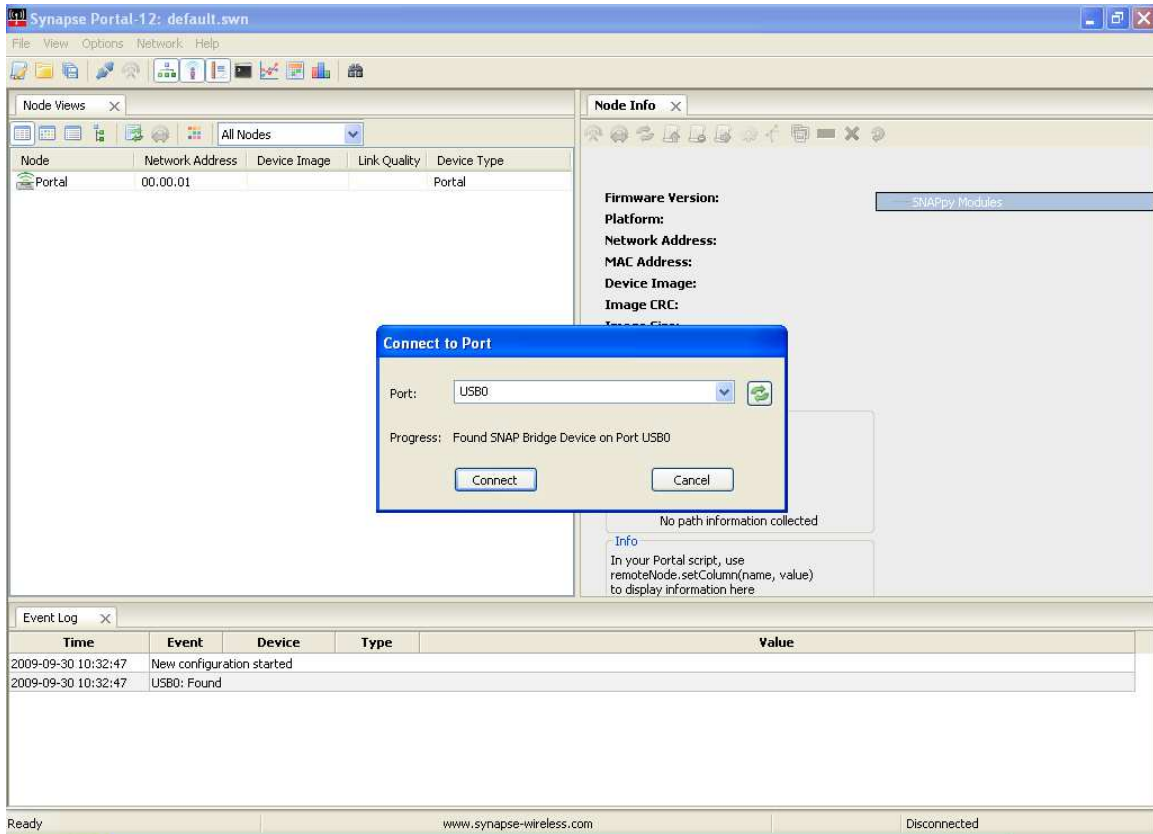 Synapse Portal-12: default.swn
File View Options Network Help
Node Views
All Nodes
Node Network Address Device Image Link Quality Device Type
Portal 00.00.01 Portal
Node Info
Firmware Version:
Platform:
Network Address:
MAC Address:
Device Image:
Image CRC:
SNAPpy Modules
Connect to Port
Port: USB0
Progress: Found SNAP Bridge Device on Port USB0
Connect Cancel
No path information collected
Info
In your Portal script, use
remoteNode.setColumn(name, value)
to display information here
Event Log
Time Event Device Type Value
2009-09-30 10:32:47 New configuration started
2009-09-30 10:32:47 USB0: Found
Ready www.synapse-wireless.com Disconnected